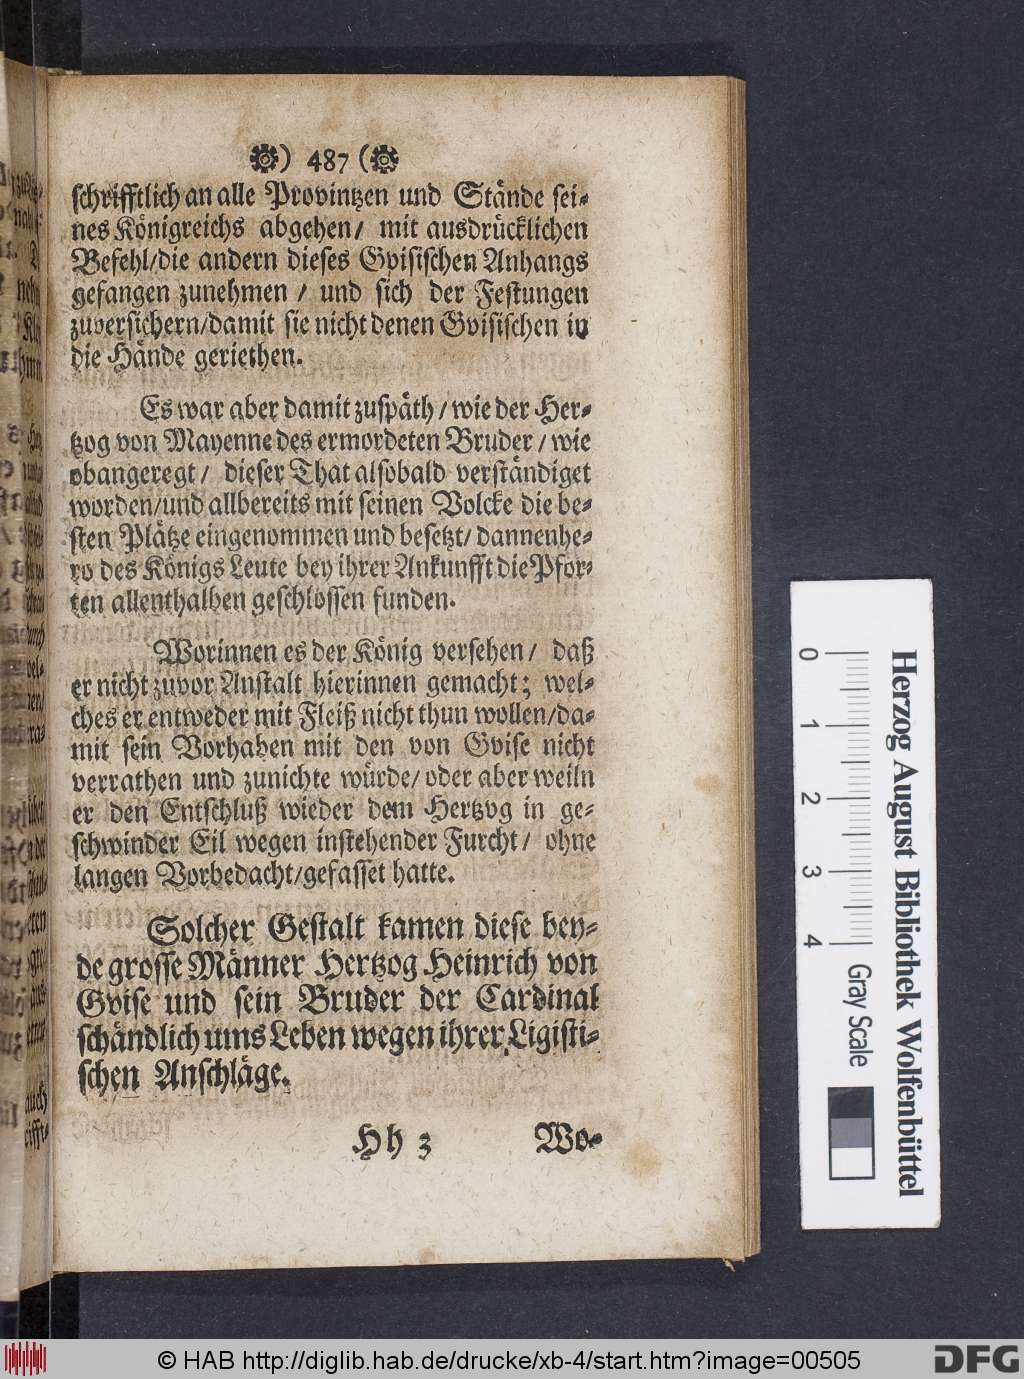 ) 487 (
schrifftlich an alle Provintzen und Stände sei-
nes Königreichs abgehen/ mit ausdrücklichen
Befehl/die andern dieses Gvisischen Anhangs
gefangen zunehmen / und sich der Festungen
zuversichern/damit sie nicht denen Gvisischen in
die Hände geriethen.
Es war aber damit zuspäth / wie der Her-
tzog von Mayenne des ermordeten Bruder / wie
obangeregt / dieser That alsobald verständiget
worden/und allbereits mit seinen Volcke die be-
sten Plätze eingenommen und besetzt/ dannenhe-
ro des Königs Leute bey ihrer Ankunfft die Pfor-
ten allenthalben geschlossen funden.
Worinnen es der König versehen / daß
er nicht zuvor Anstalt hierinnen gemacht; wel-
ches er entweder mit Fleiß nicht thun wollen/da-
mit sein Vorhaben mit den von Gvise nicht
verrathen und zunichte würde/ oder aber weiln
er den Entschluß wieder dem Hertzog in ge-
schwinder Eil wegen instehender Furcht / ohne
langen Vorbedacht/gefasset hatte.
Solcher Gestalt kamen diese bey-
de grosse Männer Hertzog Heinrich von
Gvise und sein Bruder der Cardinal
schändlich ums Leben wegen ihrer Ligisti-
schen Anschläge.
Hh 3 Wo-
0 1 2 3 4 Gray Scale
Herzog August Bibliothek Wolfenbüttel
© HAB http://diglib.hab.de/drucke/xb-4/start.htm?image=00505
DFG